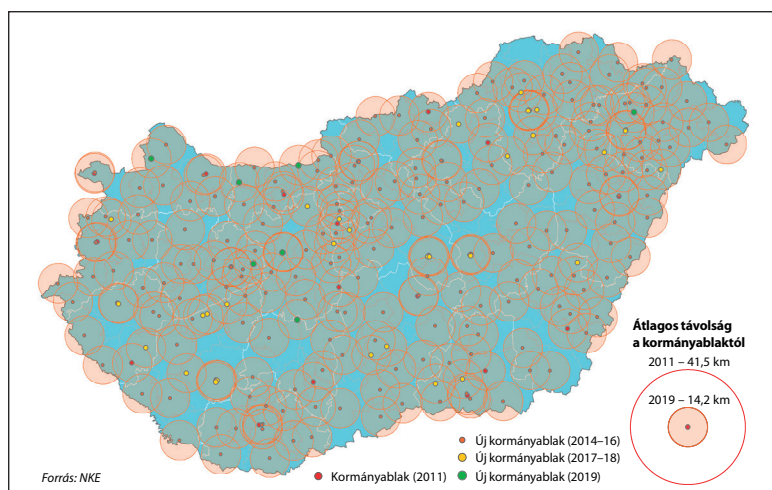 Átlagos távolság
a kormányablaktól
2011 – 41,5 km
2019 – 14,2 km
Új kormányablak (2014–16)
Új kormányablak (2017–18)
Kormányablak (2011)
Új kormányablak (2019)
Forrás: NKE